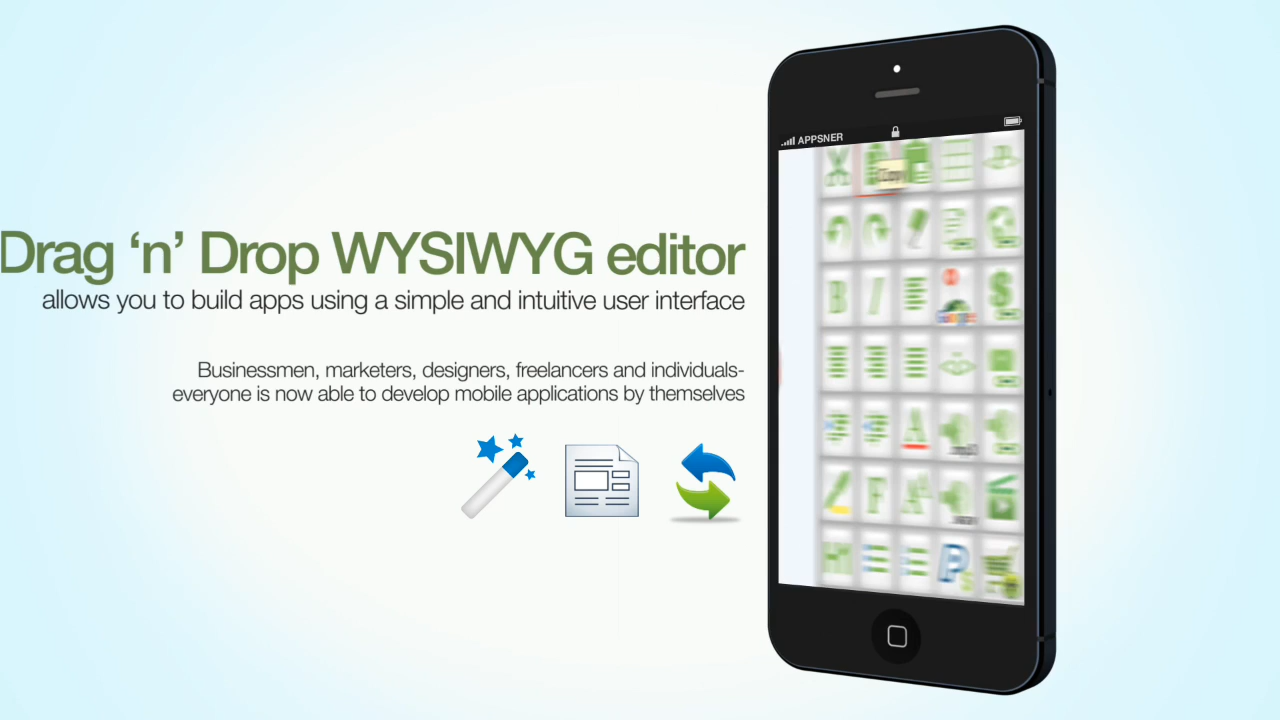 Drag ‘n’ Drop WYSIWYG editor
allows you to build apps using a simple and intuitive user interface
Businessmen, marketers, designers, freelancers and individuals-
everyone is now able to develop mobile applications by themselves
APPSNER
Copy